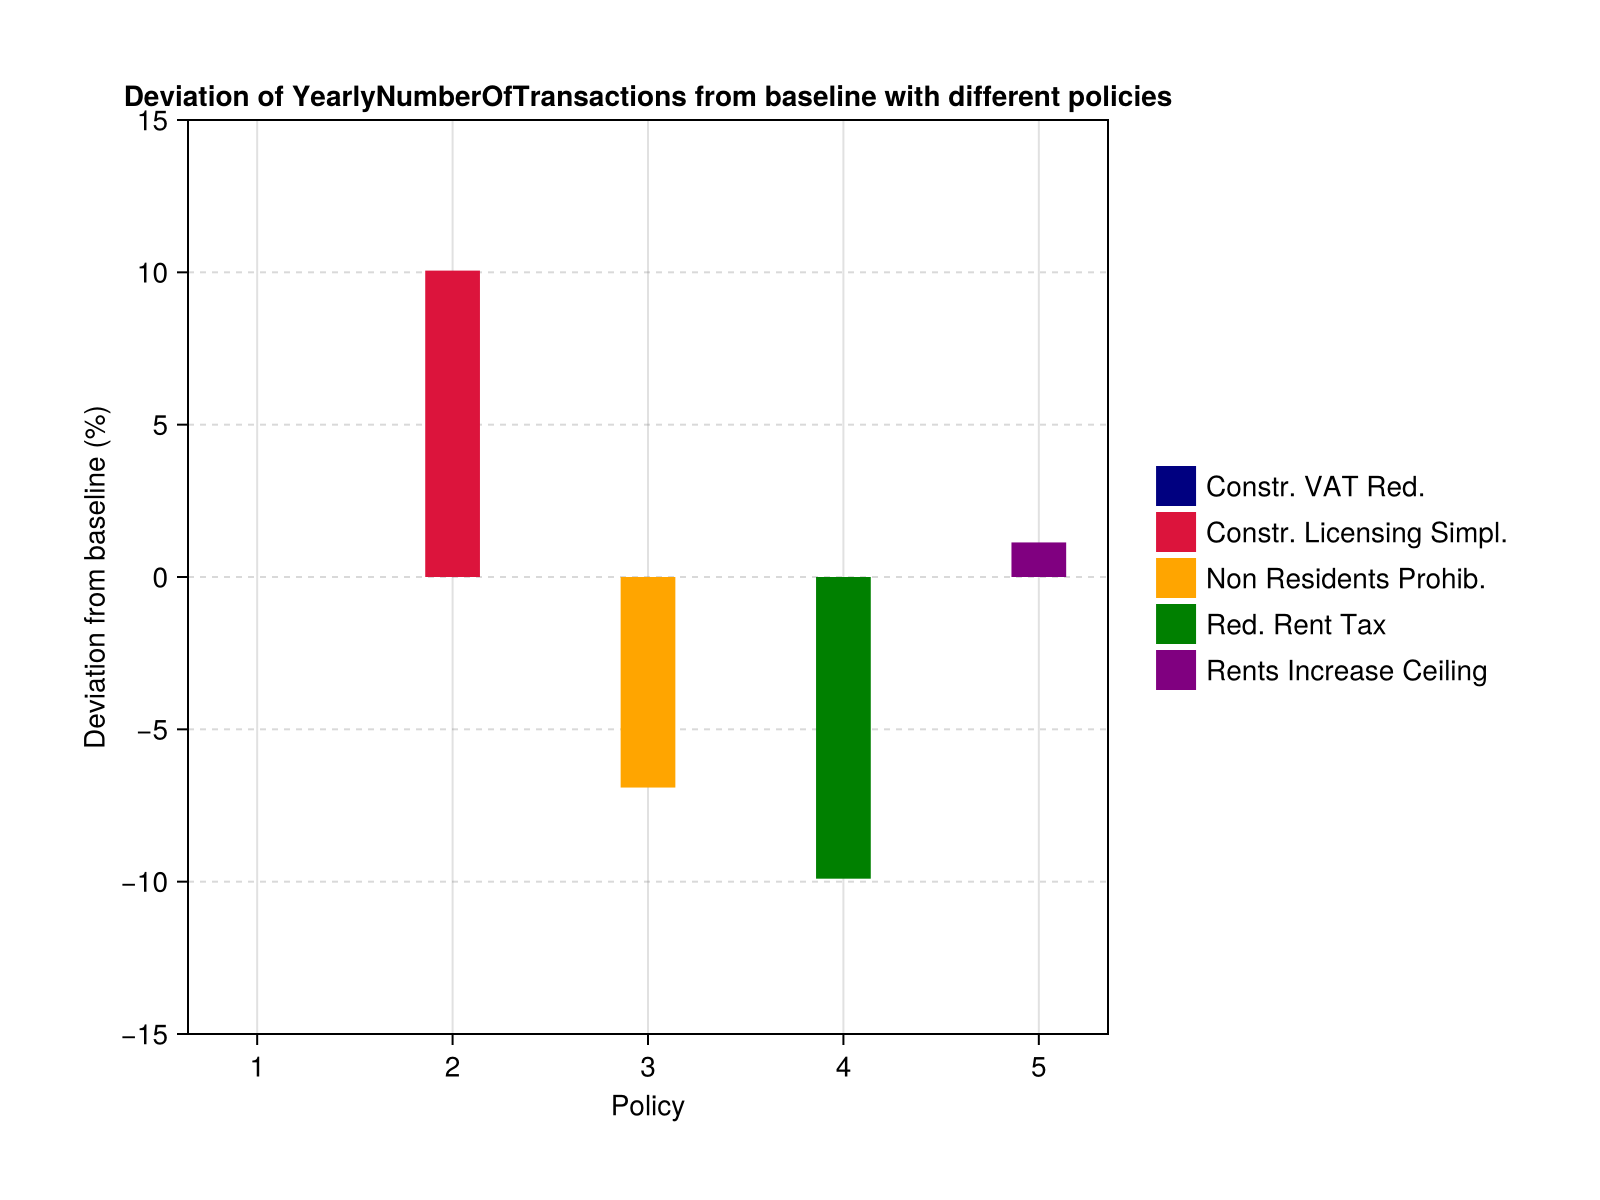 Deviation of YearlyNumberOfTransactions from baseline with different policies
15
10
5
0
−5
−10
−15
Deviation from baseline (%)
1 2 3 4 5
Policy
Constr. VAT Red.
Constr. Licensing Simpl.
Non Residents Prohib.
Red. Rent Tax
Rents Increase Ceiling